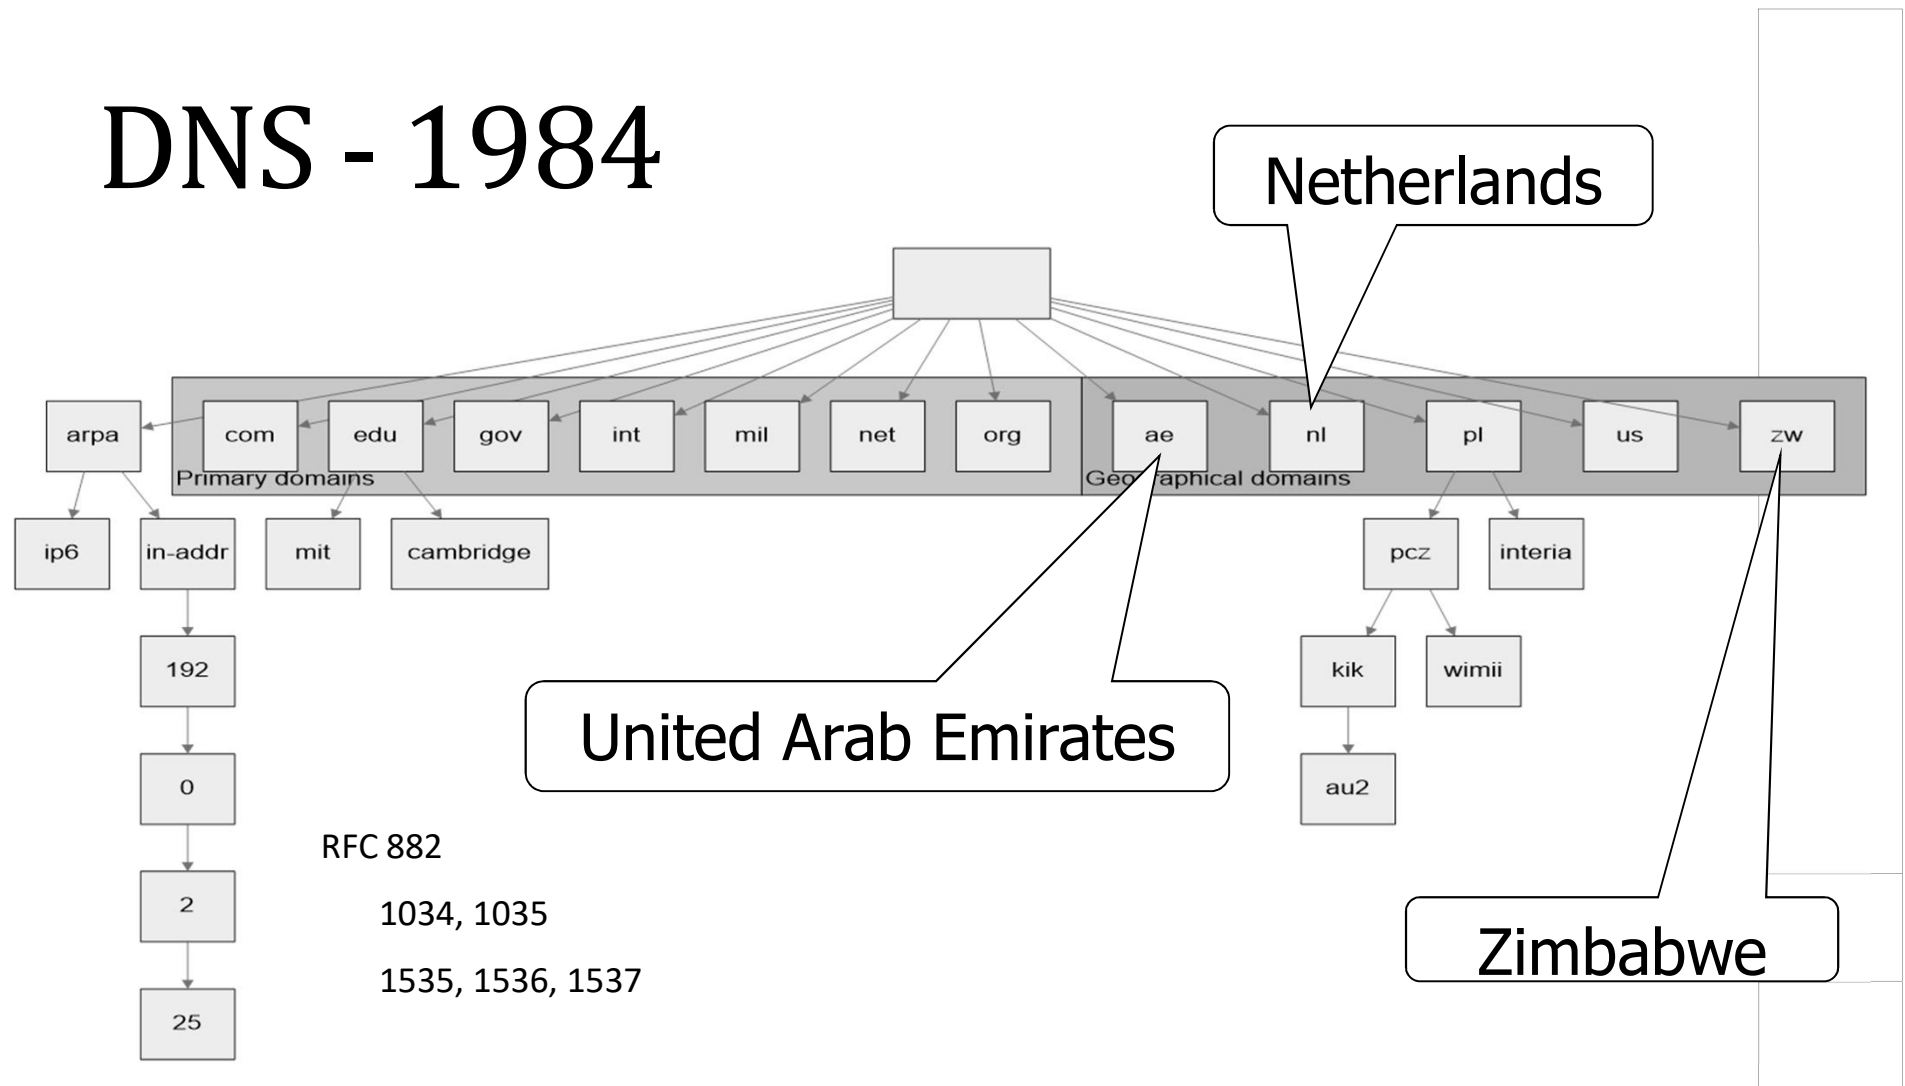 DNS - 1984
Netherlands
arpa
com
edu
gov
int
mil
net
org
ae
nl
pl
us
zw
Primary domains
Geographical domains
ip6
in-addr
mit
cambridge
pcz
interia
192
kik
wimii
United Arab Emirates
0
au2
RFC 882
1034, 1035
1535, 1536, 1537
2
Zimbabwe
25